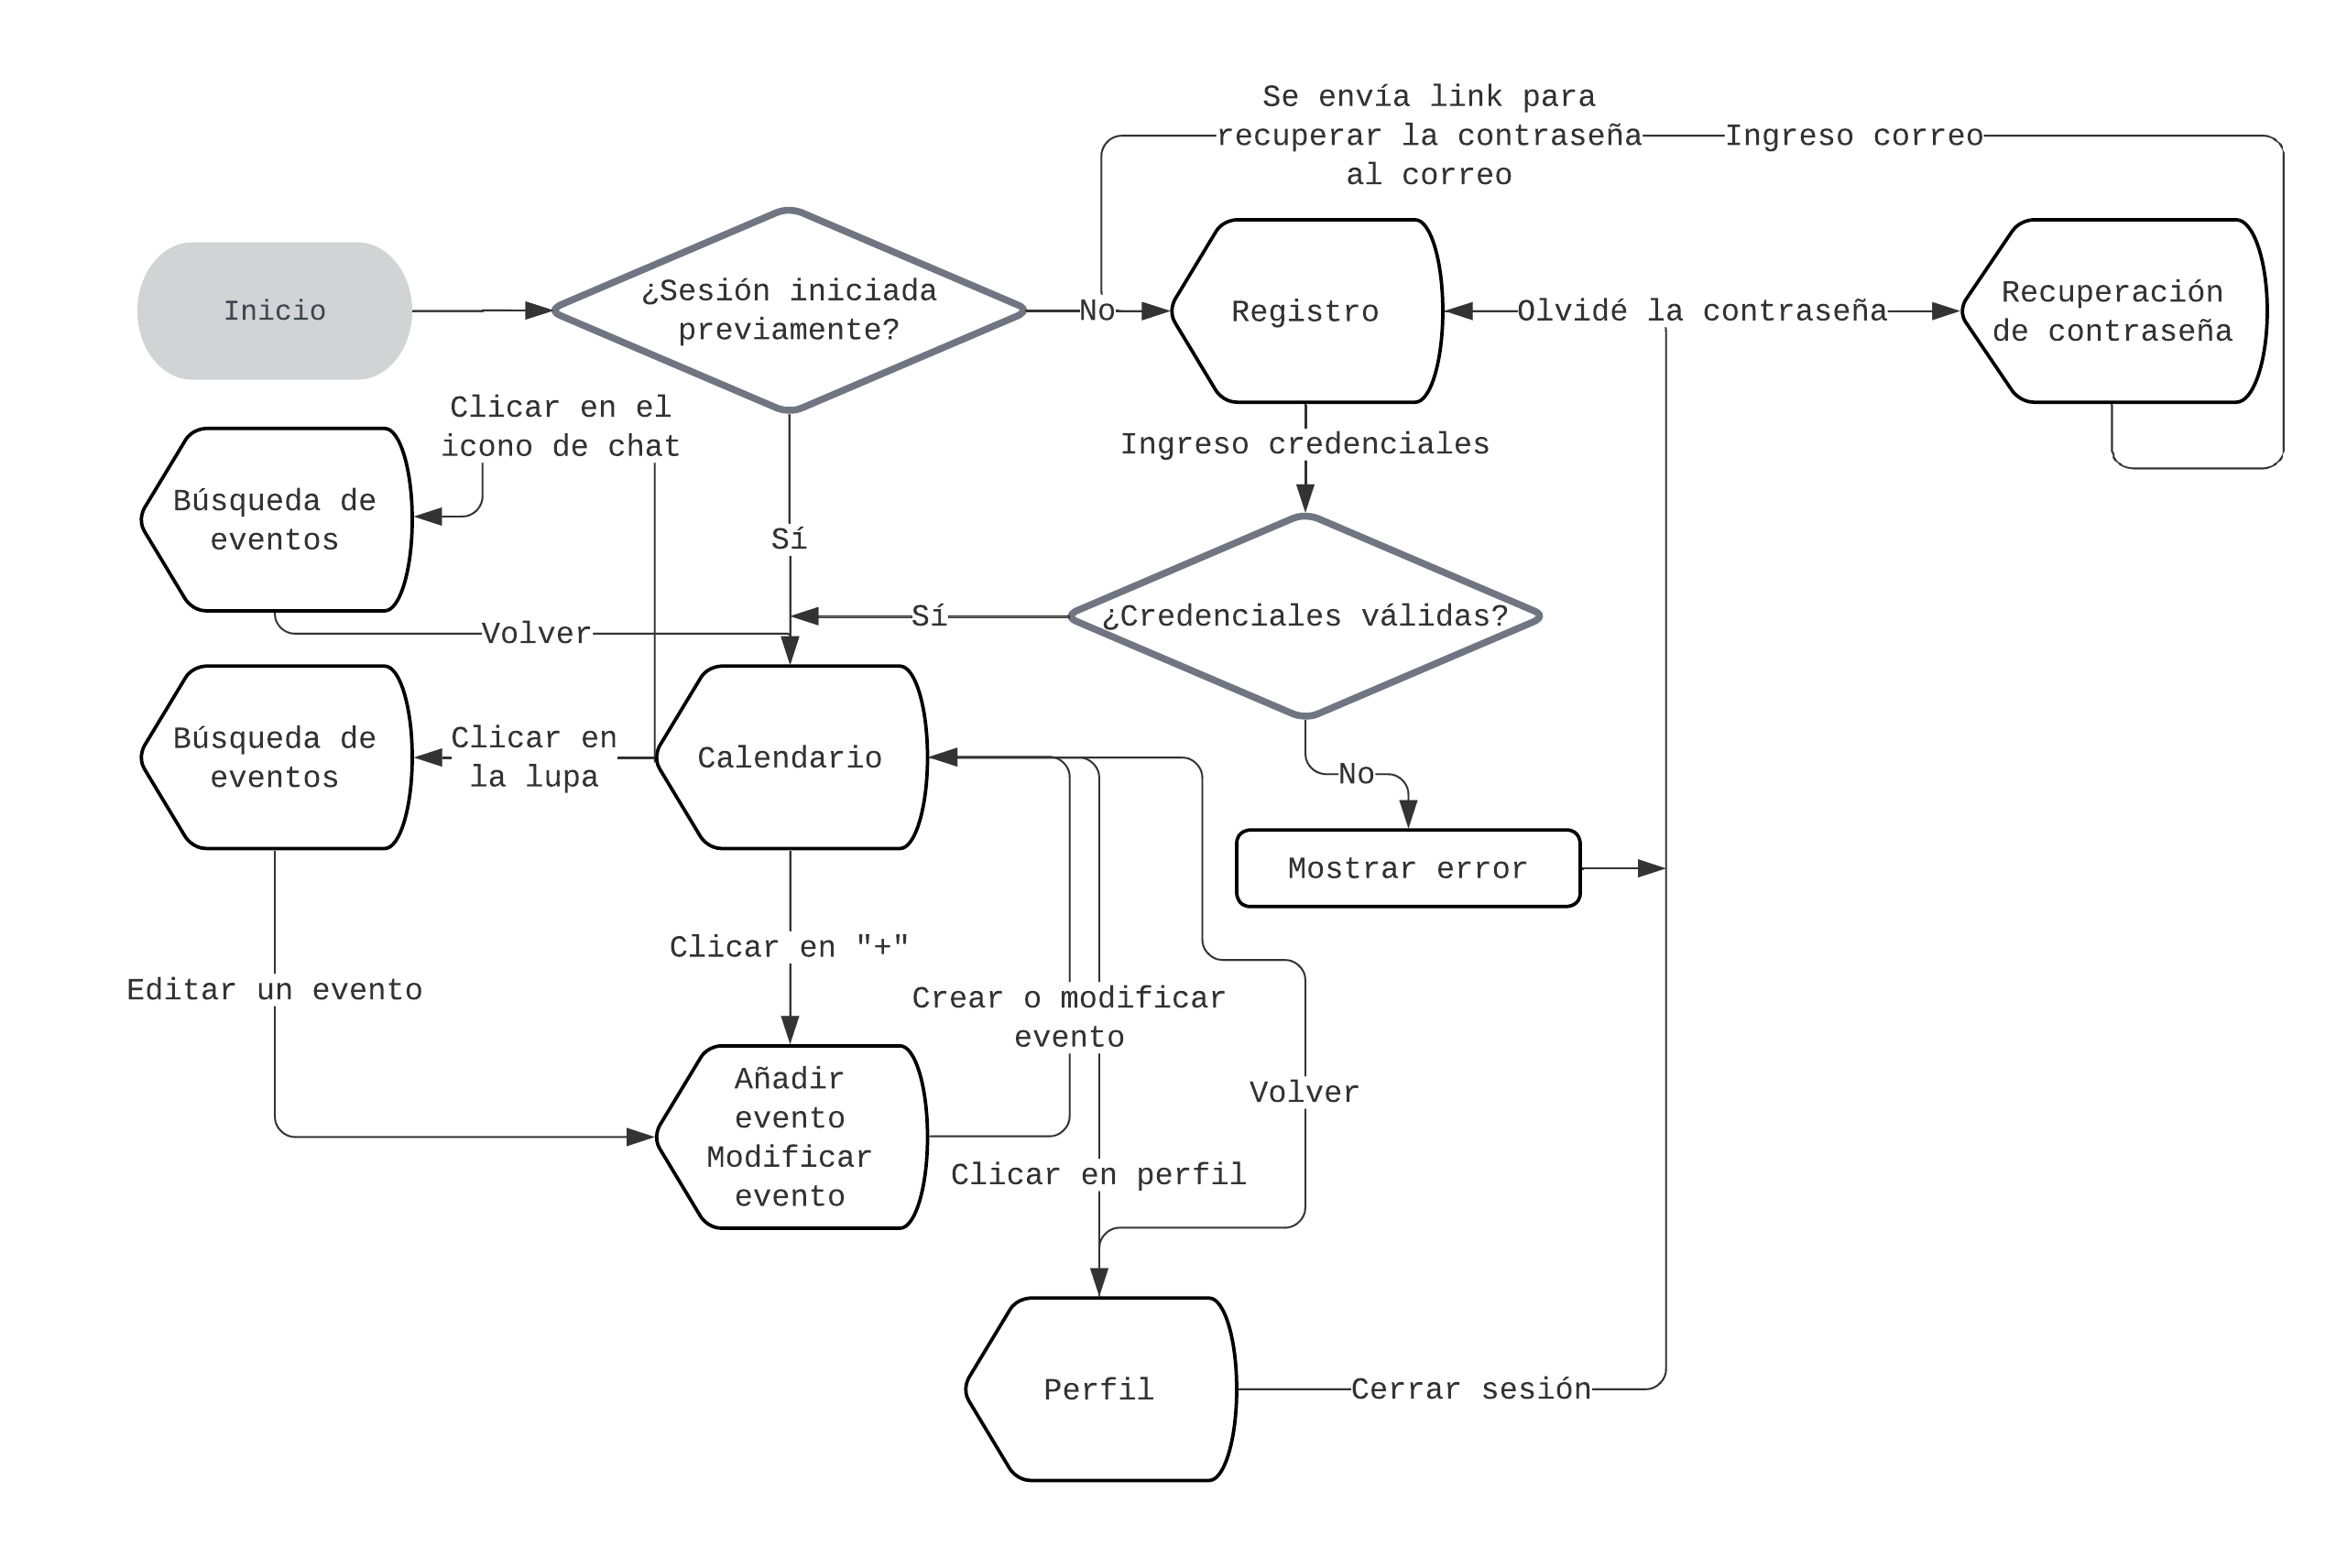 Se envía link para
recuperar la contraseña
al correo
Ingreso correo
Inicio
¿Sesión iniciada
previamente?
No
Registro
Olvidé la contraseña
Recuperación
de contraseña
Clicar en el
icono de chat
Ingreso credenciales
Búsqueda de
eventos
Sí
Volver
Sí
¿Credenciales válidas?
Búsqueda de
eventos
Clicar en
la lupa
Calendario
No
Mostrar error
Clicar en "+"
Editar un evento
Crear o modificar
evento
Añadir
evento
Modificar
evento
Volver
Clicar en perfil
Perfil
Cerrar sesión